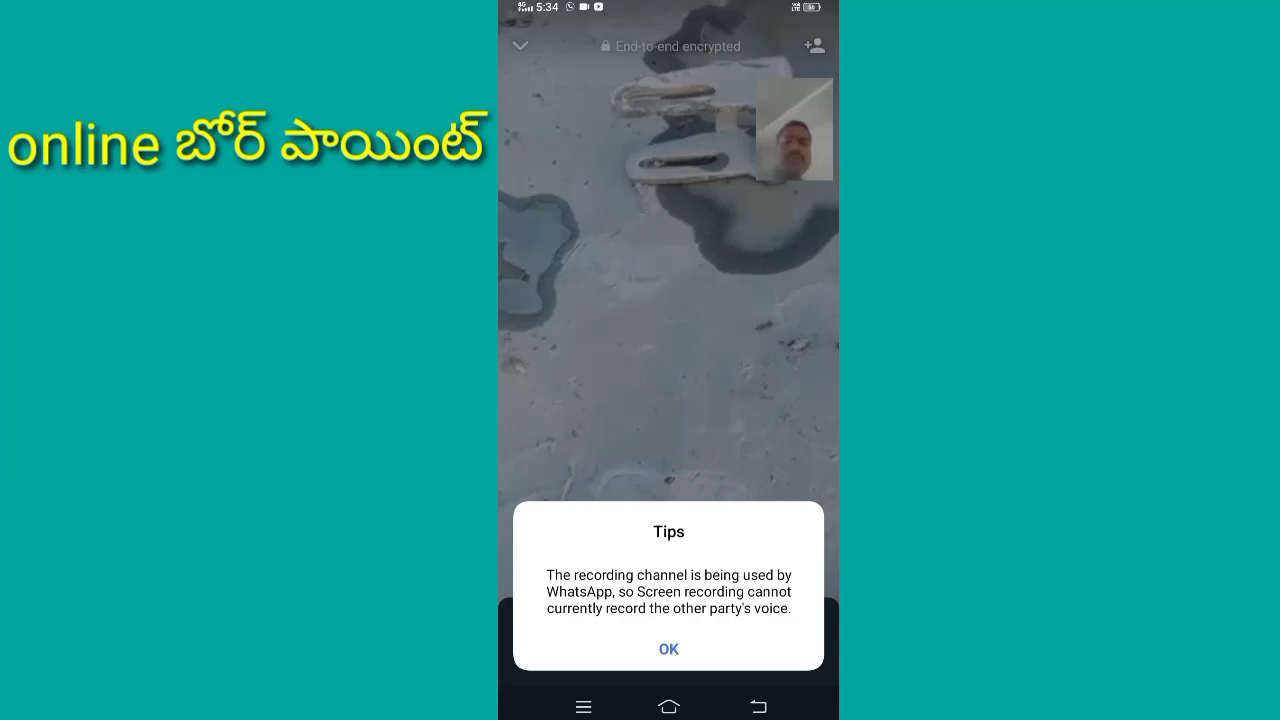 5:34
End-to-end encrypted
online బోర్ పాయింట్
Tips
The recording channel is being used by
WhatsApp, so Screen recording cannot
currently record the other party's voice.
OK